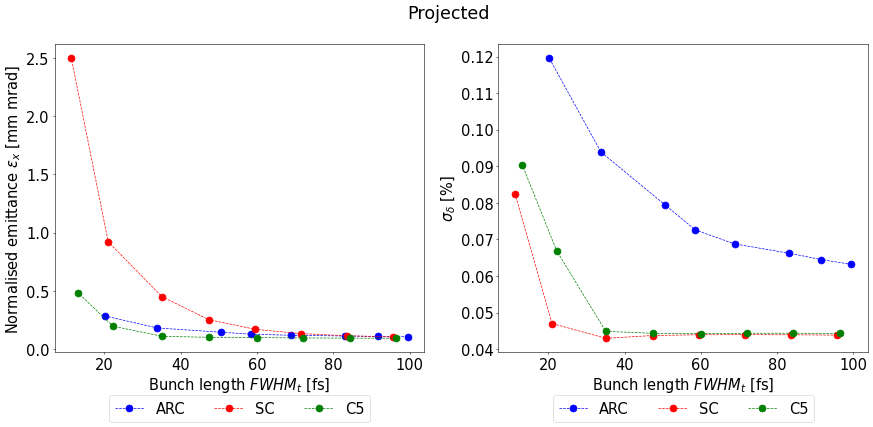 Projected
Normalised emittance εₓ [mm mrad]
2.5
2.0
1.5
1.0
0.5
0.0
20 40 60 80 100
Bunch length FWHMₜ [fs]
ARC SC C5
σ_δ [%]
0.12
0.11
0.10
0.09
0.08
0.07
0.06
0.05
0.04
20 40 60 80 100
Bunch length FWHMₜ [fs]
ARC SC C5